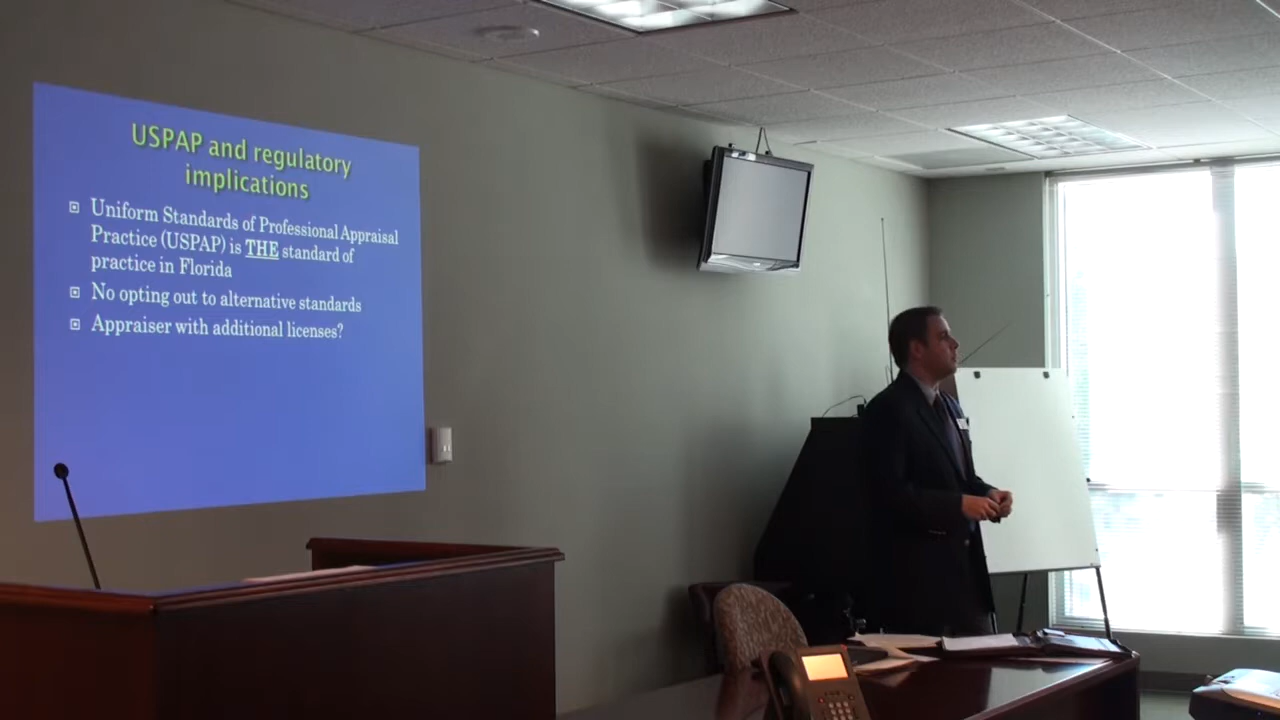 USPAP and regulatory
implications
Uniform Standards of Professional Appraisal
Practice (USPAP) is THE standard of
practice in Florida
No opting out to alternative standards
Appraiser with additional licenses?